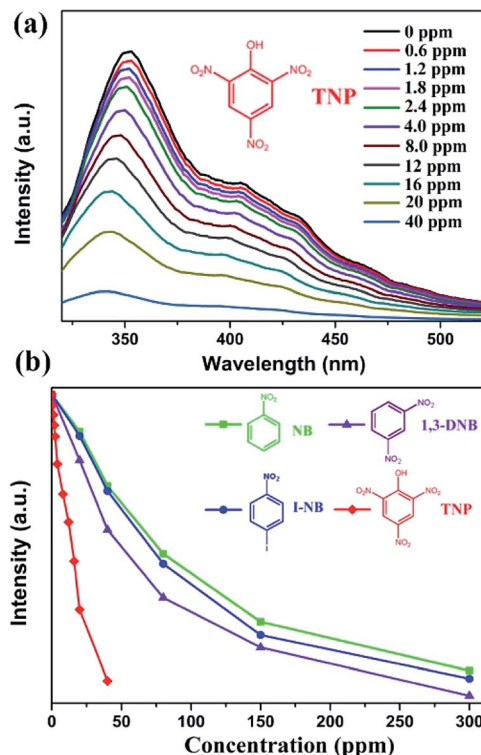 (a)
Intensity (a.u.)
OH
NO₂
NO₂
NO₂
TNP
0 ppm
0.6 ppm
1.2 ppm
1.8 ppm
2.4 ppm
4.0 ppm
8.0 ppm
12 ppm
16 ppm
20 ppm
40 ppm
350
400
450
500
Wavelength (nm)
(b)
Intensity (a.u.)
NO₂
NB
NO₂
NO₂
1,3-DNB
NO₂
I
I-NB
OH
NO₂
NO₂
NO₂
TNP
0
50
100
150
200
250
300
Concentration (ppm)